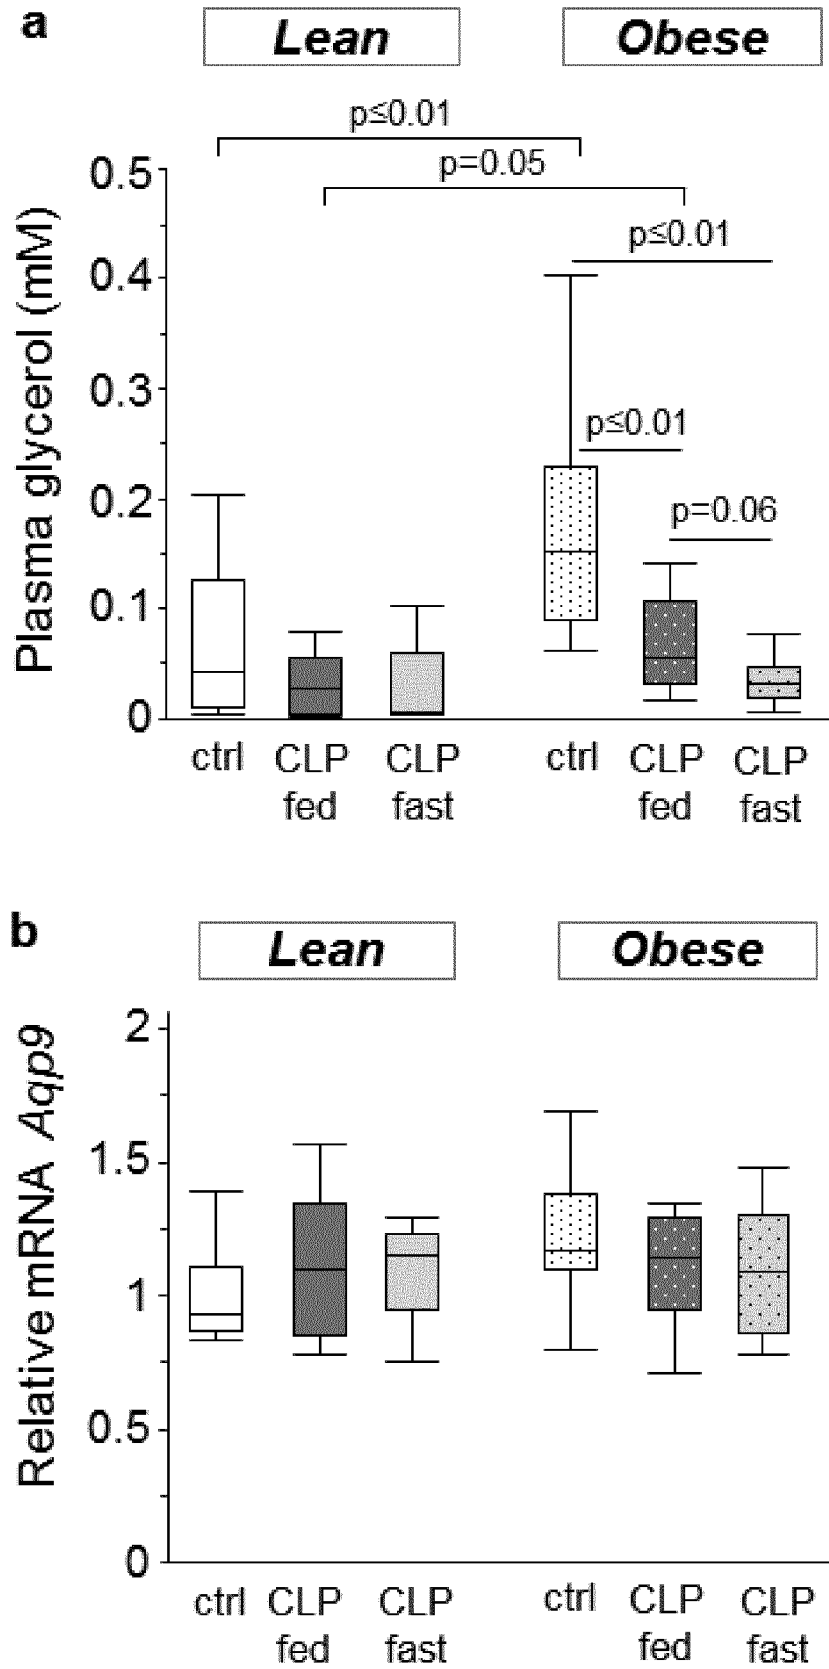 a
Lean Obese
p≤0.01
p=0.05
p≤0.01
p≤0.01
p=0.06
Plasma glycerol (mM)
0.5
0.4
0.3
0.2
0.1
0
ctrl CLP CLP ctrl CLP CLP
fed fast fed fast
b
Lean Obese
Relative mRNA Aqp9
2
1.5
1
0.5
0
ctrl CLP CLP ctrl CLP CLP
fed fast fed fast